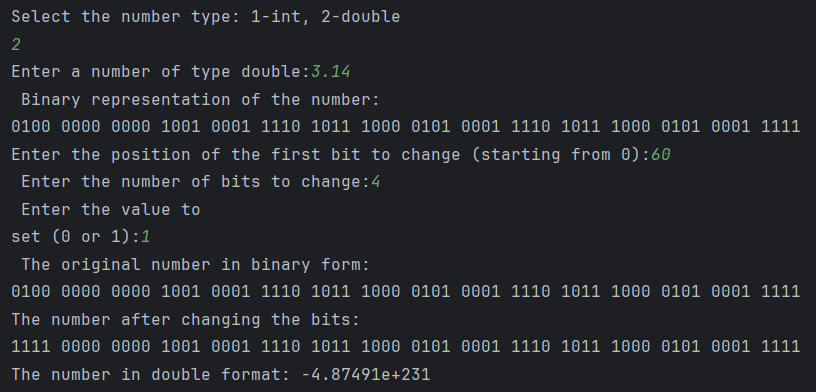 Select the number type: 1-int, 2-double
2
Enter a number of type double:3.14
Binary representation of the number:
0100 0000 0000 1001 0001 1110 1011 1000 0101 0001 1110 1011 1000 0101 0001 1111
Enter the position of the first bit to change (starting from 0):60
Enter the number of bits to change:4
Enter the value to
set (0 or 1):1
The original number in binary form:
0100 0000 0000 1001 0001 1110 1011 1000 0101 0001 1110 1011 1000 0101 0001 1111
The number after changing the bits:
1111 0000 0000 1001 0001 1110 1011 1000 0101 0001 1110 1011 1000 0101 0001 1111
The number in double format: -4.87491e+231